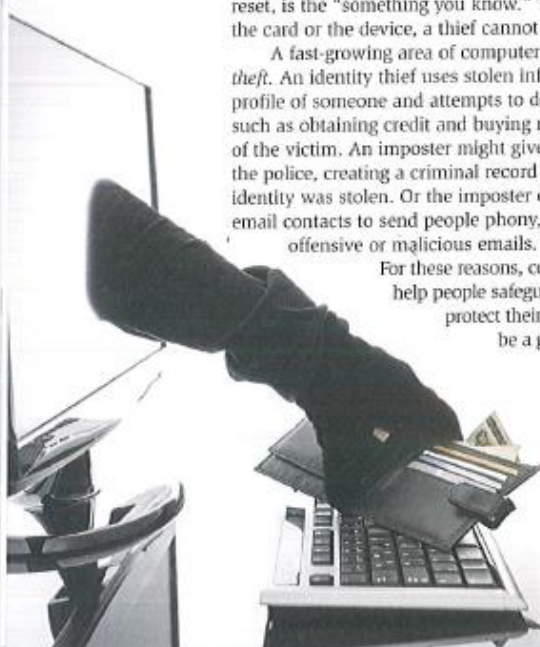 reset, is the "something you know."
the card or the device, a thief cannot
A fast-growing area of computer
theft. An identity thief uses stolen inf
profile of someone and attempts to d
such as obtaining credit and buying
of the victim. An imposter might give
the police, creating a criminal record
identity was stolen. Or the imposter
email contacts to send people phony,
offensive or malicious emails.
For these reasons, co
help people safegu
protect their
be a g